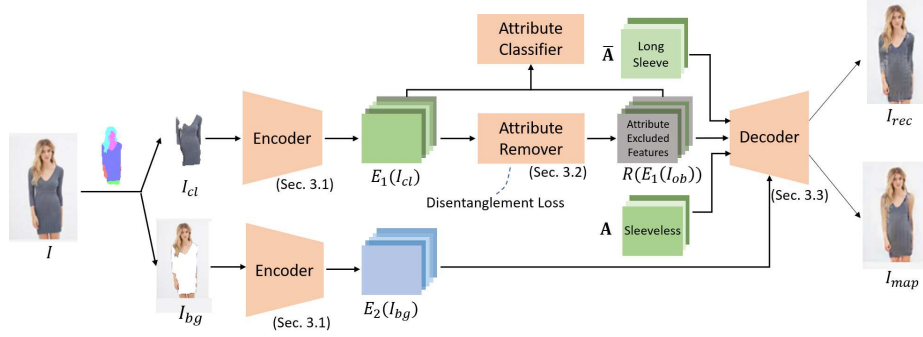 Attribute
Classifier
Ā
Long
Sleeve
I_rec
I_cl
Encoder
(Sec. 3.1)
E_1(I_cl)
Attribute
Remover
(Sec. 3.2)
Disentanglement Loss
Attribute
Excluded
Features
R(E_1(I_ob))
Decoder
(Sec. 3.3)
A
Sleeveless
I
I_bg
Encoder
(Sec. 3.1)
E_2(I_bg)
I_map